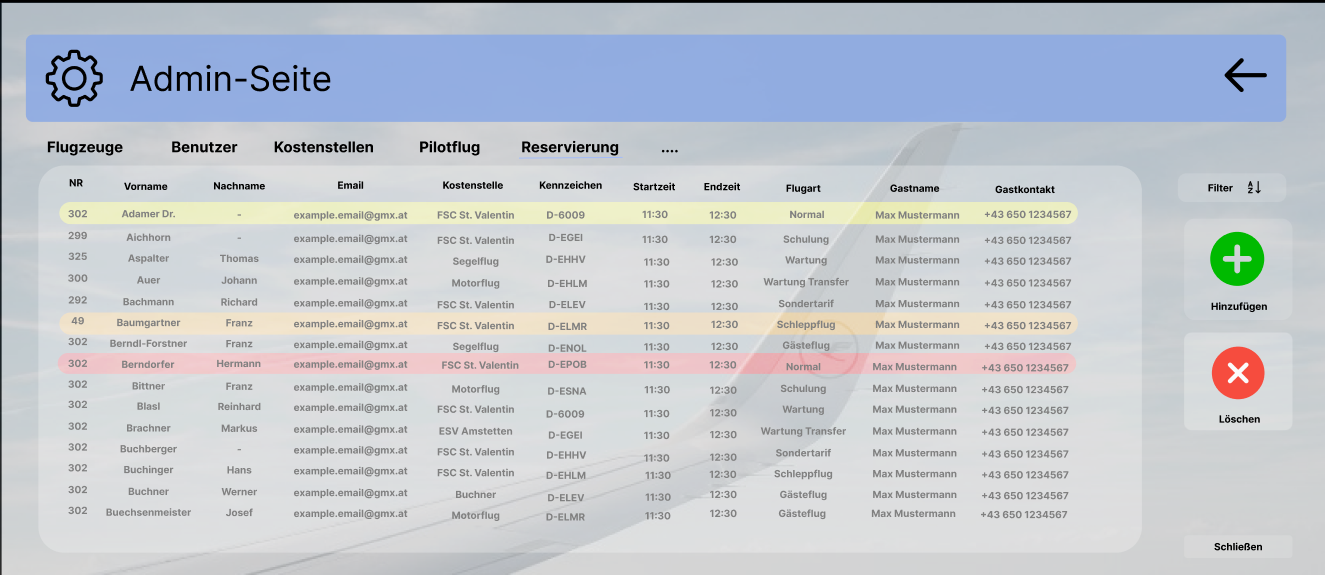 Admin-Seite
Flugzeuge Benutzer Kostenstellen Pilotflug Reservierung ....
NR Vorname Nachname Email Kostenstelle Kennzeichen Startzeit Endzeit Flugart Gastname Gastkontakt
302 Adamer Dr. - example.email@gmx.at FSC St. Valentin D-6009 11:30 12:30 Normal Max Mustermann +43 650 1234567
299 Aichhorn - example.email@gmx.at FSC St. Valentin D-EGEI 11:30 12:30 Schulung Max Mustermann +43 650 1234567
325 Aspalter Thomas example.email@gmx.at Segelflug D-EHHV 11:30 12:30 Wartung Max Mustermann +43 650 1234567
300 Auer Johann example.email@gmx.at Motorflug D-EHLM 11:30 12:30 Wartung Transfer Max Mustermann +43 650 1234567
292 Bachmann Richard example.email@gmx.at FSC St. Valentin D-ELEV 11:30 12:30 Sondertarif Max Mustermann +43 650 1234567
49 Baumgartner Franz example.email@gmx.at FSC St. Valentin D-ELMR 11:30 12:30 Schleppflug Max Mustermann +43 650 1234567
302 Berndl-Forstner Franz example.email@gmx.at Segelflug D-ENOL 11:30 12:30 Gästeflug Max Mustermann +43 650 1234567
302 Berndorfer Hermann example.email@gmx.at FSC St. Valentin D-EPOB 11:30 12:30 Normal Max Mustermann +43 650 1234567
302 Bittner Franz example.email@gmx.at Motorflug D-ESNA 11:30 12:30 Schulung Max Mustermann +43 650 1234567
302 Blasl Reinhard example.email@gmx.at FSC St. Valentin D-6009 11:30 12:30 Wartung Max Mustermann +43 650 1234567
302 Brachner Markus example.email@gmx.at ESV Amstetten D-EGEI 11:30 12:30 Wartung Transfer Max Mustermann +43 650 1234567
302 Buchberger - example.email@gmx.at FSC St. Valentin D-EHHV 11:30 12:30 Sondertarif Max Mustermann +43 650 1234567
302 Buchinger Hans example.email@gmx.at FSC St. Valentin D-EHLM 11:30 12:30 Schleppflug Max Mustermann +43 650 1234567
302 Buchner Werner example.email@gmx.at Buchner D-ELEV 11:30 12:30 Gästeflug Max Mustermann +43 650 1234567
302 Buechsenmeister Josef example.email@gmx.at Motorflug D-ELMR 11:30 12:30 Gästeflug Max Mustermann +43 650 1234567
Filter
Hinzufügen
Löschen
Schließen